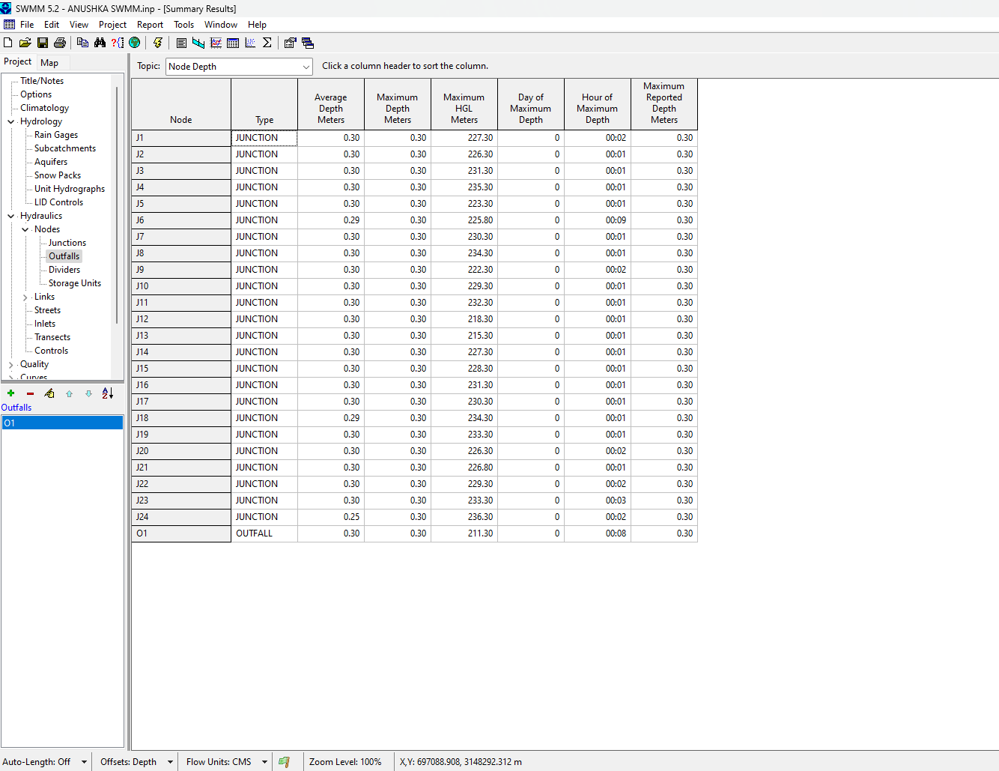 SWMM 5.2 - ANUSHKA SWMM.inp - [Summary Results]
File Edit View Project Report Tools Window Help
Project Map
Title/Notes
Options
Climatology
Hydrology
Rain Gages
Subcatchments
Aquifers
Snow Packs
Unit Hydrographs
LID Controls
Hydraulics
Nodes
Junctions
Outfalls
Dividers
Storage Units
Links
Streets
Inlets
Transects
Controls
Quality
Curves
Outfalls
O1
Topic: Node Depth Click a column header to sort the column.
Node Type Average Depth Meters Maximum Depth Meters Maximum HGL Meters Day of Maximum Depth Hour of Maximum Depth Maximum Reported Depth Meters
J1 JUNCTION 0.30 0.30 227.30 0 00:02 0.30
J2 JUNCTION 0.30 0.30 226.30 0 00:01 0.30
J3 JUNCTION 0.30 0.30 231.30 0 00:01 0.30
J4 JUNCTION 0.30 0.30 235.30 0 00:01 0.30
J5 JUNCTION 0.30 0.30 223.30 0 00:01 0.30
J6 JUNCTION 0.29 0.30 225.80 0 00:09 0.30
J7 JUNCTION 0.30 0.30 230.30 0 00:01 0.30
J8 JUNCTION 0.30 0.30 234.30 0 00:01 0.30
J9 JUNCTION 0.30 0.30 222.30 0 00:02 0.30
J10 JUNCTION 0.30 0.30 229.30 0 00:01 0.30
J11 JUNCTION 0.30 0.30 232.30 0 00:01 0.30
J12 JUNCTION 0.30 0.30 218.30 0 00:01 0.30
J13 JUNCTION 0.30 0.30 215.30 0 00:01 0.30
J14 JUNCTION 0.30 0.30 227.30 0 00:01 0.30
J15 JUNCTION 0.30 0.30 228.30 0 00:01 0.30
J16 JUNCTION 0.30 0.30 231.30 0 00:01 0.30
J17 JUNCTION 0.30 0.30 230.30 0 00:01 0.30
J18 JUNCTION 0.29 0.30 234.30 0 00:01 0.30
J19 JUNCTION 0.30 0.30 233.30 0 00:01 0.30
J20 JUNCTION 0.30 0.30 226.30 0 00:02 0.30
J21 JUNCTION 0.30 0.30 226.80 0 00:01 0.30
J22 JUNCTION 0.30 0.30 229.30 0 00:02 0.30
J23 JUNCTION 0.30 0.30 233.30 0 00:03 0.30
J24 JUNCTION 0.25 0.30 236.30 0 00:02 0.30
O1 OUTFALL 0.30 0.30 211.30 0 00:08 0.30
Auto-Length: Off Offsets: Depth Flow Units: CMS Zoom Level: 100% X,Y: 697088.908, 3148292.312 m